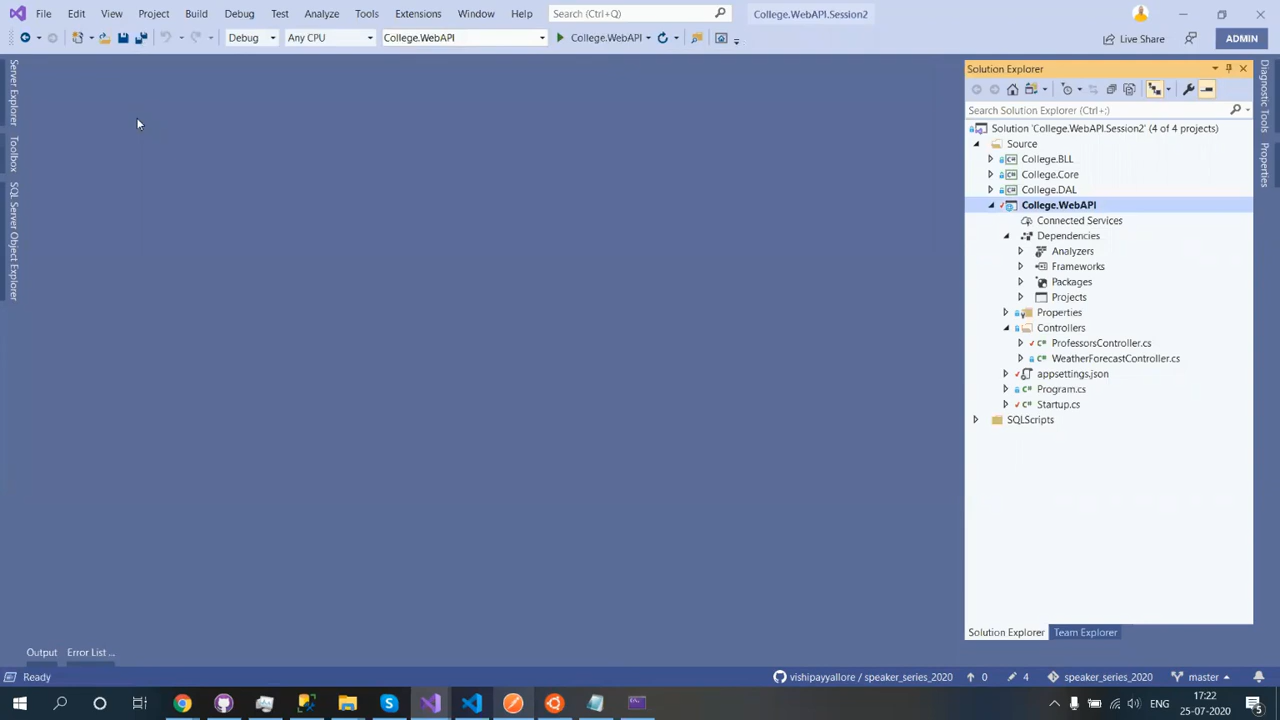 File Edit View Project Build Debug Test Analyze Tools Extensions Window Help Search (Ctrl+Q) College.WebAPI.Session2
Debug Any CPU College.WebAPI College.WebAPI Live Share ADMIN
Server Explorer
Toolbox
SQL Server Object Explorer
Solution Explorer
Search Solution Explorer (Ctrl+;)
Solution 'College.WebAPI.Session2' (4 of 4 projects)
Source
College.BLL
College.Core
College.DAL
College.WebAPI
Connected Services
Dependencies
Analyzers
Frameworks
Packages
Projects
Properties
Controllers
ProfessorsController.cs
WeatherForecastController.cs
appsettings.json
Program.cs
Startup.cs
SQLScripts
Solution Explorer Team Explorer
Diagnostic Tools
Properties
Output Error List ...
Ready vishipayyallore / speaker_series_2020 0 4 speaker_series_2020 master
ENG 17:22
25-07-2020 5